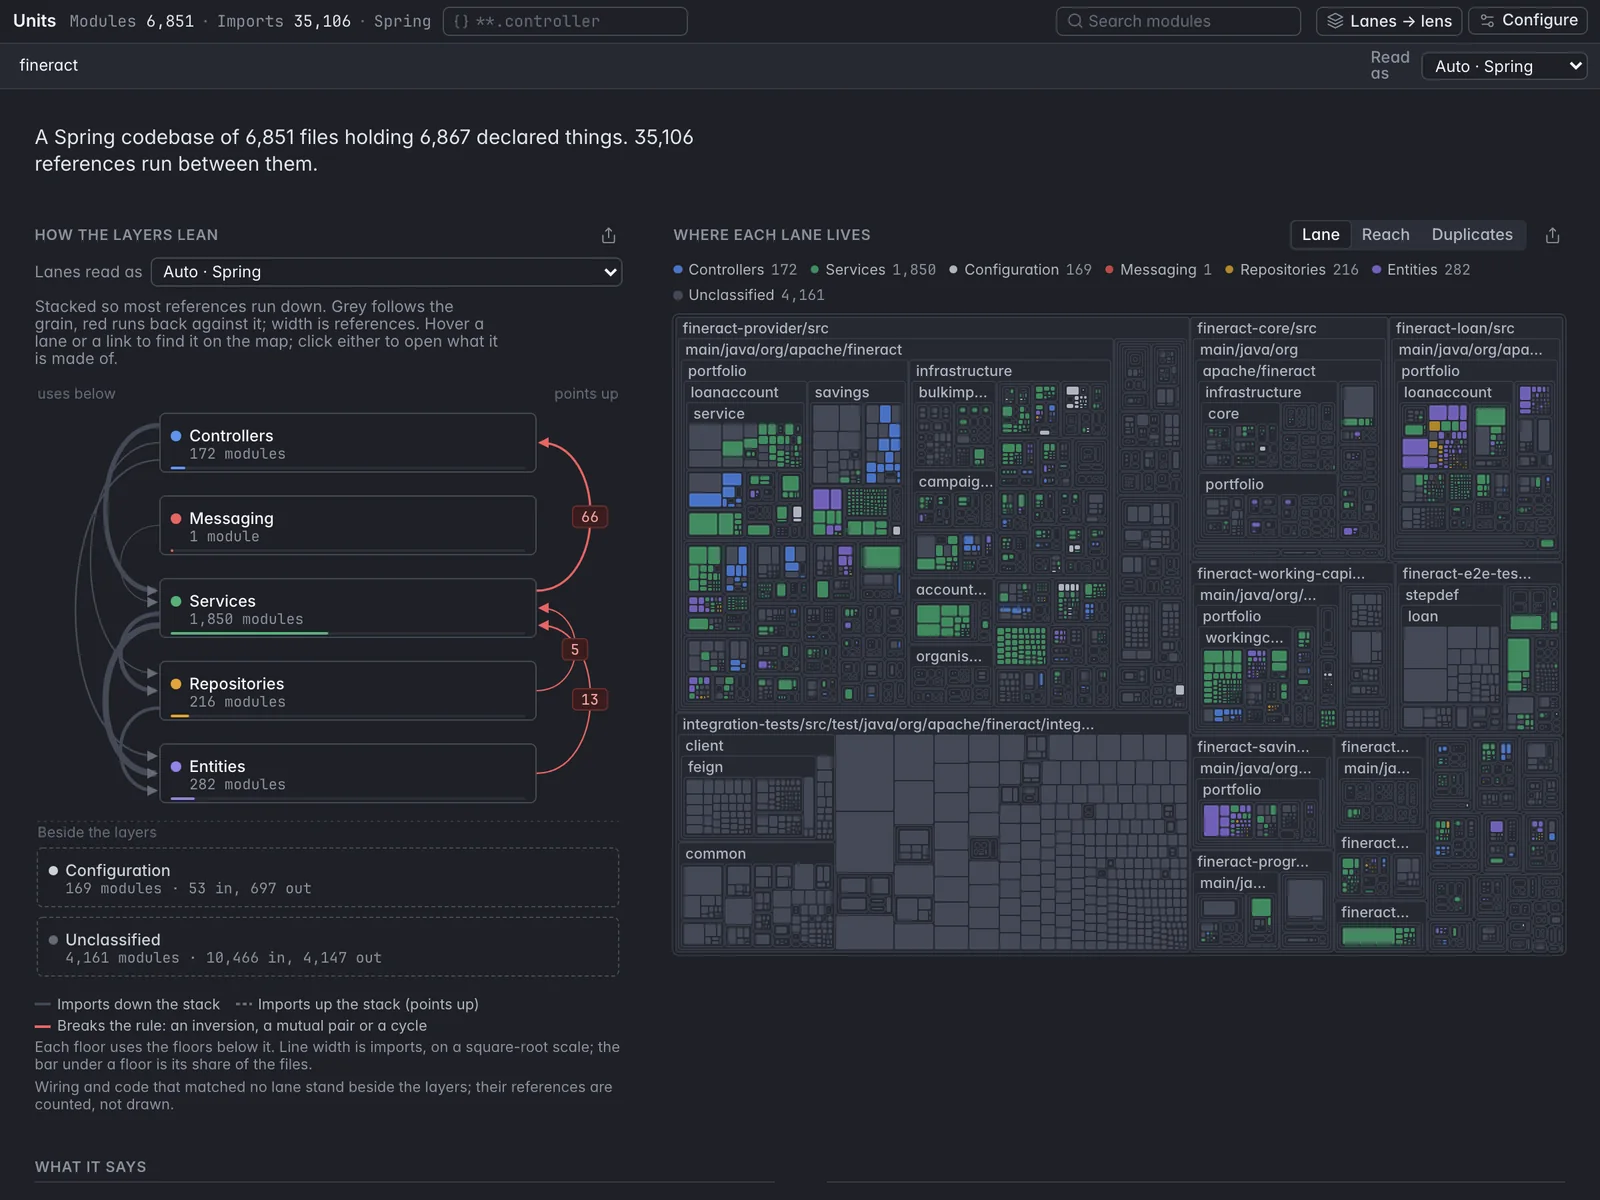 Units Modules 6,851 · Imports 35,106 · Spring {} **.controller
Search modules
Lanes → lens
Configure
fineract
Read as
Auto · Spring
A Spring codebase of 6,851 files holding 6,867 declared things. 35,106
references run between them.
HOW THE LAYERS LEAN
Lanes read as Auto · Spring
Stacked so most references run down. Grey follows the
grain, red runs back against it; width is references. Hover a
lane or a link to find it on the map; click either to open what it
is made of.
uses below
points up
Controllers
172 modules
Messaging
1 module
Services
1,850 modules
Repositories
216 modules
Entities
282 modules
66
5
13
Beside the layers
Configuration
169 modules · 53 in, 697 out
Unclassified
4,161 modules · 10,466 in, 4,147 out
Imports down the stack
Imports up the stack (points up)
Breaks the rule: an inversion, a mutual pair or a cycle
Each floor uses the floors below it. Line width is imports, on a square-root scale; the
bar under a floor is its share of the files.
Wiring and code that matched no lane stand beside the layers; their references are
counted, not drawn.
WHAT IT SAYS
WHERE EACH LANE LIVES
Lane
Reach
Duplicates
Controllers 172
Services 1,850
Configuration 169
Messaging 1
Repositories 216
Entities 282
Unclassified 4,161
fineract-provider/src
main/java/org/apache/fineract
portfolio
loanaccount
service
savings
infrastructure
bulkimp...
campaig...
account...
organis...
integration-tests/src/test/java/org/apache/fineract/integ...
client
feign
common
fineract-core/src
main/java/org
apache/fineract
infrastructure
core
portfolio
fineract-loan/src
main/java/org/apa...
portfolio
loanaccount
fineract-working-capi...
main/java/org/...
portfolio
workingc...
fineract-e2e-tes...
stepdef
loan
fineract-savin...
main/java/org...
portfolio
fineract-progr...
main/ja...
fineract...
main/ja...
fineract...
fineract...